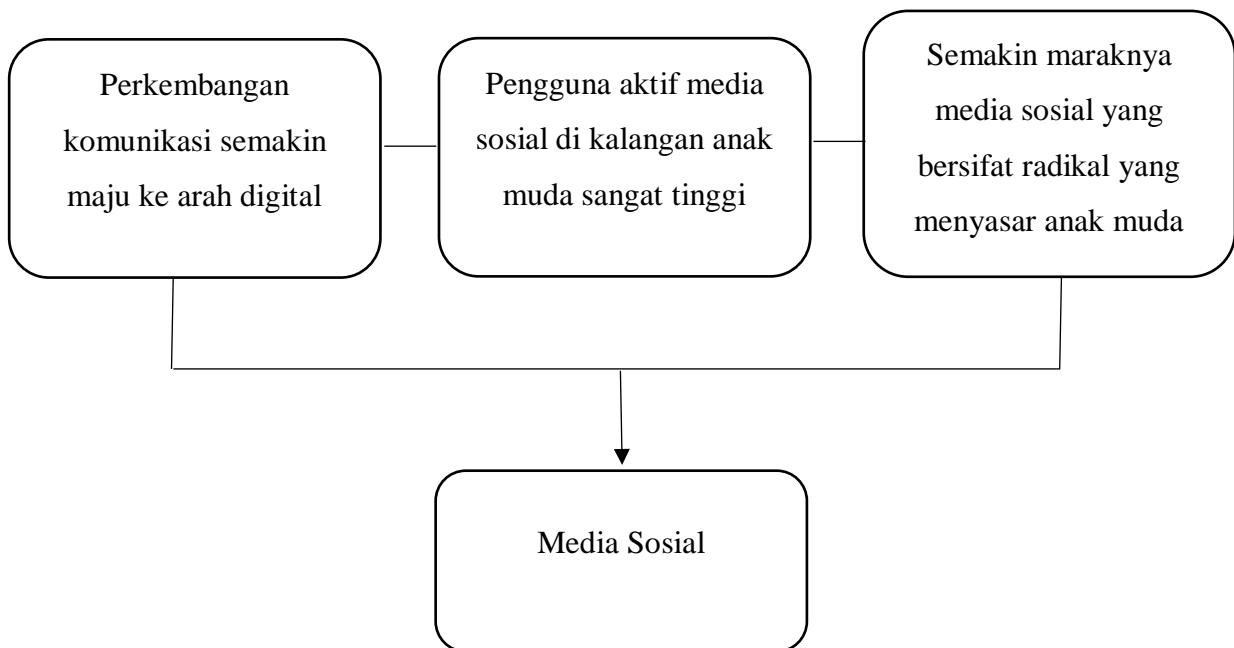 Perkembangan
komunikasi semakin
maju ke arah digital
Pengguna aktif media
sosial di kalangan anak
muda sangat tinggi
Semakin maraknya
media sosial yang
bersifat radikal yang
menyasar anak muda
Media Sosial